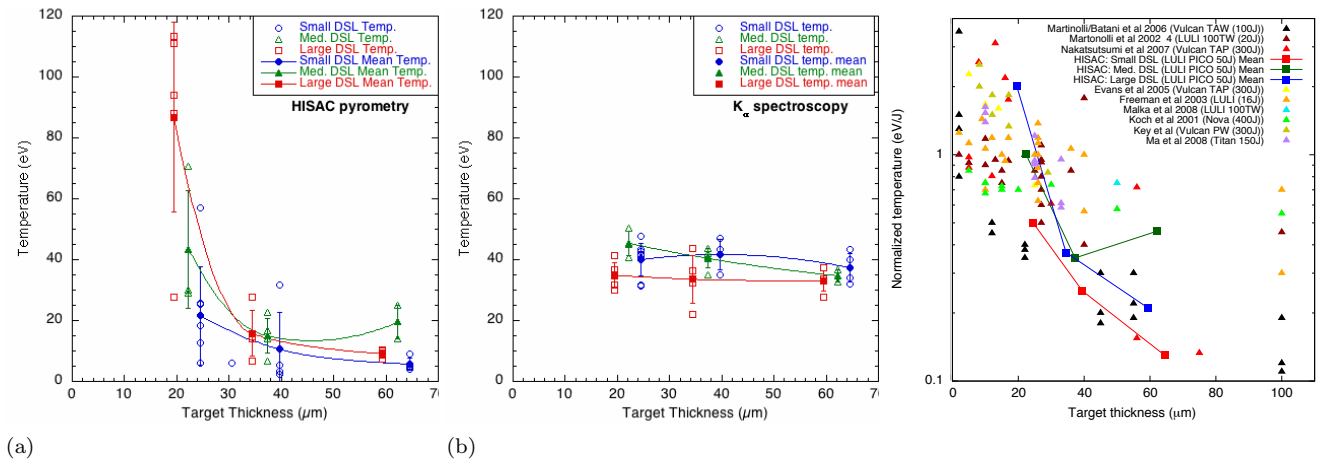 120
100
80
60
40
20
0
Temperature (eV)
Small DSL Temp.
Med. DSL Temp.
Large DSL Temp.
Small DSL Mean Temp.
Med. DSL Mean Temp.
Large DSL Mean Temp.
HISAC pyrometry
0 10 20 30 40 50 60 70
Target Thickness (µm)
(a)
120
100
80
60
40
20
0
Temperature (eV)
Small DSL temp.
Med. DSL temp.
Large DSL temp.
Small DSL temp. mean
Med. DSL temp. mean
Large DSL temp. mean
Kα spectroscopy
0 10 20 30 40 50 60 70
Target Thickness (µm)
(b)
Normalized temperature (eV/J)
1
0.1
Martinolli/Batani et al 2006 (Vulcan TAW (100J))
Martonolli et al 2002 4 (LULI 100TW (20J))
Nakatsutsumi et al 2007 (Vulcan TAP (300J))
HISAC: Small DSL (LULI PICO 50J) Mean
HISAC: Med. DSL (LULI PICO 50J) Mean
HISAC: Large DSL (LULI PICO 50J) Mean
Evans et al 2005 (Vulcan TAP (300J)
Freeman et al 2003 (LULI (16J))
Malka et al 2008 (LULI 100TW)
Koch et al 2001 (Nova (400J))
Key et al (Vulcan PW (300J))
Ma et al 2008 (Titan 150J)
0 20 40 60 80 100
Target thickness (µm)